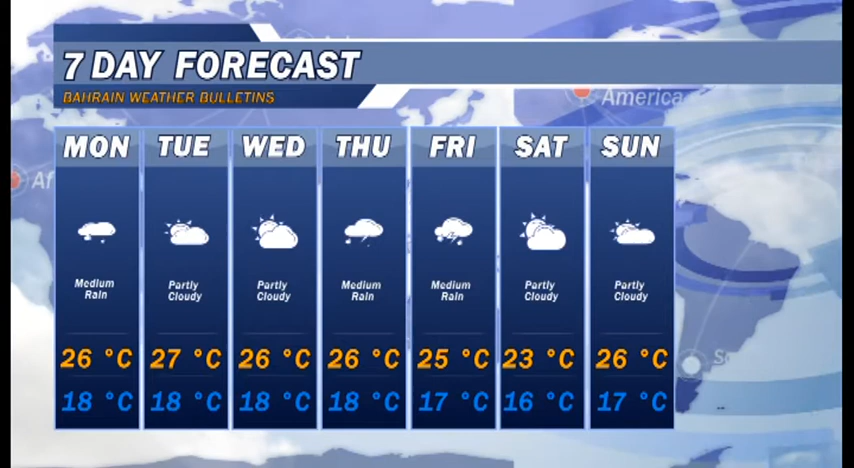 7 DAY FORECAST
BAHRAIN WEATHER BULLETINS
America
Af
MON TUE WED THU FRI SAT SUN
Medium Rain
Partly Cloudy
Partly Cloudy
Medium Rain
Medium Rain
Partly Cloudy
Partly Cloudy
26 °C 27 °C 26 °C 26 °C 25 °C 23 °C 26 °C
18 °C 18 °C 18 °C 18 °C 17 °C 16 °C 17 °C